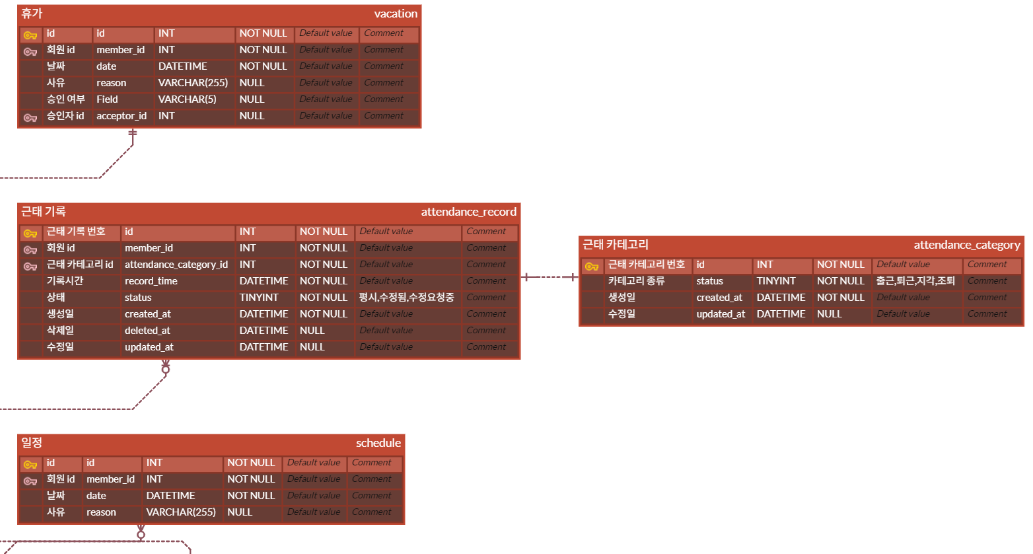 휴가 vacation
id id INT NOT NULL Default value Comment
회원 id member_id INT NOT NULL Default value Comment
날짜 date DATETIME NOT NULL Default value Comment
사유 reason VARCHAR(255) NULL Default value Comment
승인 여부 Field VARCHAR(5) NULL Default value Comment
승인자 id acceptor_id INT NULL Default value Comment
근태 기록 attendance_record
근태 기록 번호 id INT NOT NULL Default value Comment
회원 id member_id INT NOT NULL Default value Comment
근태 카테고리 id attendance_category_id INT NOT NULL Default value Comment
기록시간 record_time DATETIME NOT NULL Default value Comment
상태 status TINYINT NOT NULL 평시,수정됨,수정요청중 Comment
생성일 created_at DATETIME NOT NULL Default value Comment
삭제일 deleted_at DATETIME NULL Default value Comment
수정일 updated_at DATETIME NULL Default value Comment
근태 카테고리 attendance_category
근태 카테고리 번호 id INT NOT NULL Default value Comment
카테고리 종류 status TINYINT NOT NULL 출근,퇴근,지각,조퇴 Comment
생성일 created_at DATETIME NOT NULL Default value Comment
수정일 updated_at DATETIME NULL Default value Comment
일정 schedule
id id INT NOT NULL Default value Comment
회원 id member_id INT NOT NULL Default value Comment
날짜 date DATETIME NOT NULL Default value Comment
사유 reason VARCHAR(255) NULL Default value Comment